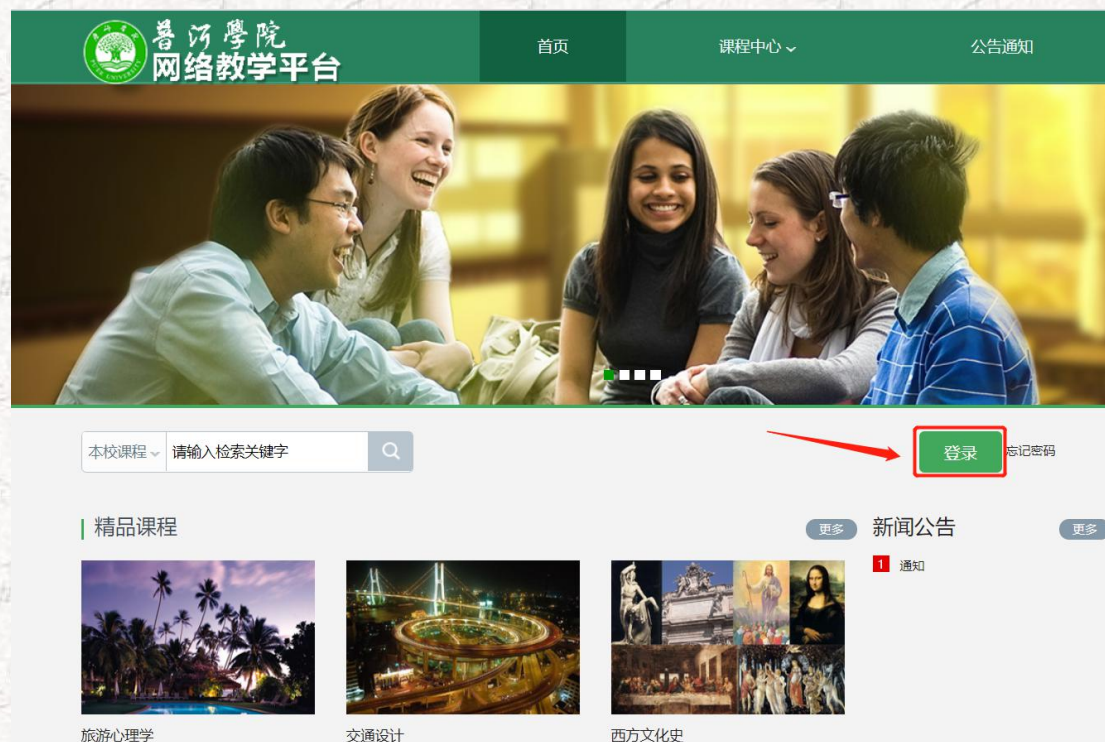 普洱學院
网络教学平台
首页
课程中心
公告通知
本校课程
请输入检索关键字
登录
忘记密码
精品课程
更多
新闻公告
更多
1 通知
旅游心理学
交通设计
西方文化史